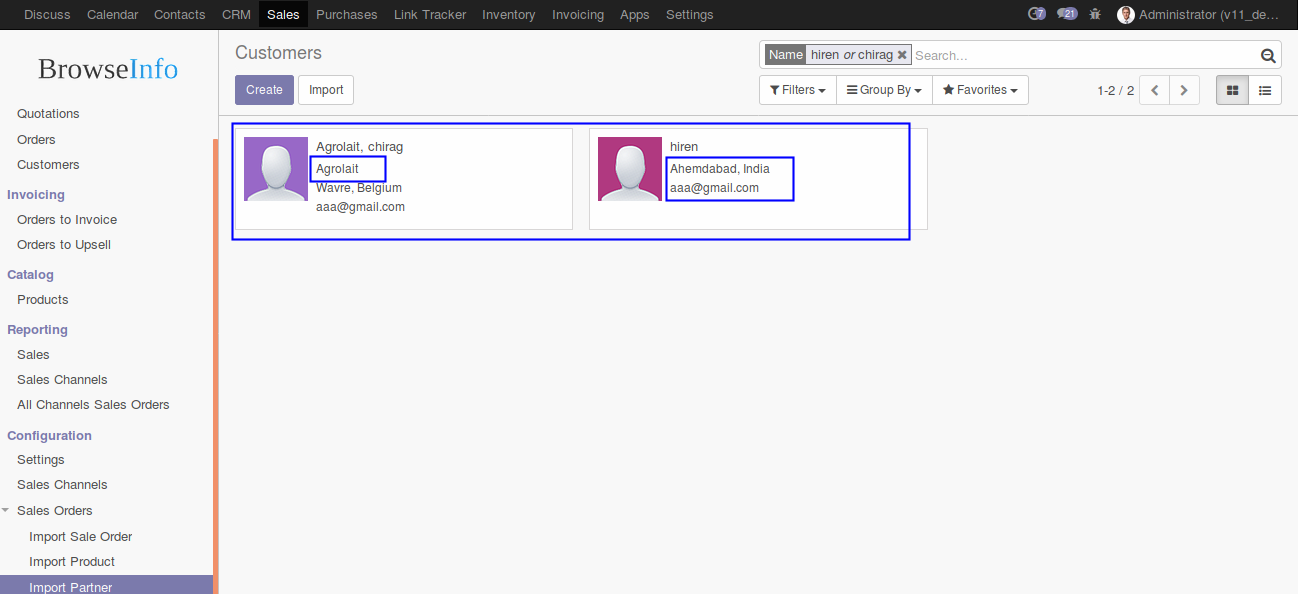 Discuss Calendar Contacts CRM Sales Purchases Link Tracker Inventory Invoicing Apps Settings 7 21 Administrator (v11_de...
BrowseInfo
Quotations
Orders
Customers
Invoicing
Orders to Invoice
Orders to Upsell
Catalog
Products
Reporting
Sales
Sales Channels
All Channels Sales Orders
Configuration
Settings
Sales Channels
Sales Orders
Import Sale Order
Import Product
Import Partner
Customers
Name hiren or chirag Search...
Create Import
Filters Group By Favorites 1-2 / 2
Agrolait, chirag
Agrolait
Wavre, Belgium
aaa@gmail.com
hiren
Ahemdabad, India
aaa@gmail.com